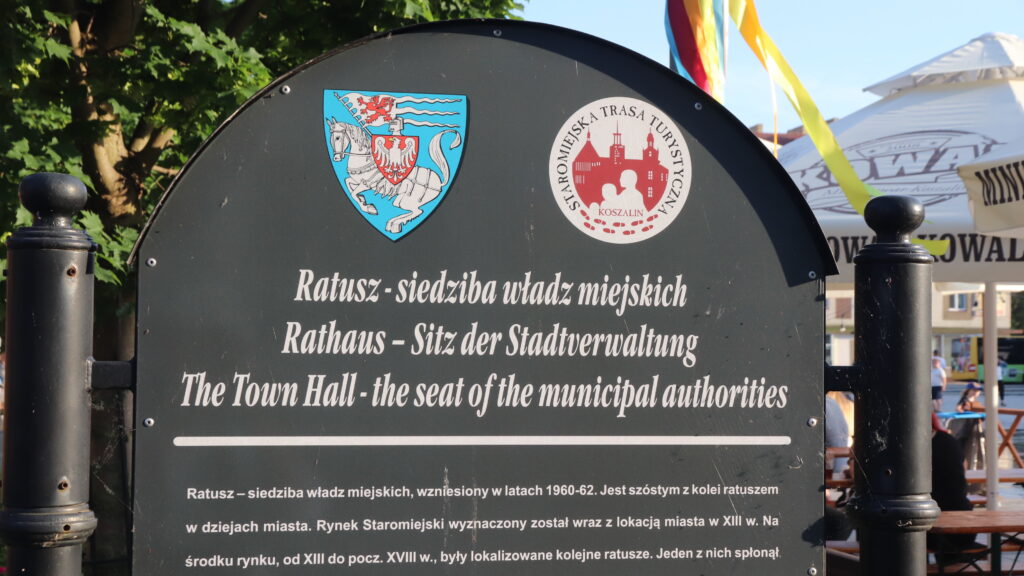 STAROMIEJSKA TRASA TURYSTYCZNA
KOSZALIN
Ratusz - siedziba władz miejskich
Rathaus – Sitz der Stadtverwaltung
The Town Hall - the seat of the municipal authorities
Ratusz – siedziba władz miejskich, wzniesiony w latach 1960-62. Jest szóstym z kolei ratuszem
w dziejach miasta. Rynek Staromiejski wyznaczony został wraz z lokacją miasta w XIII w. Na
środku rynku, od XIII do pocz. XVIII w., były lokalizowane kolejne ratusze. Jeden z nich spłonął
KOWAL
MINI
KOWAL